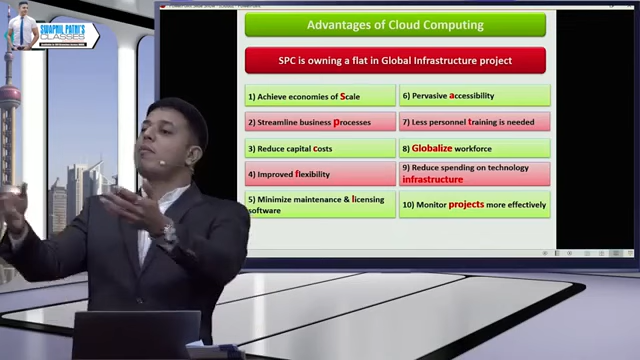 SWAPNIL PATNI'S
CLASSES
Advantages of Cloud Computing
SPC is owning a flat in Global Infrastructure project
1) Achieve economies of Scale
6) Pervasive accessibility
2) Streamline business processes
7) Less personnel training is needed
3) Reduce capital costs
8) Globalize workforce
4) Improved flexibility
9) Reduce spending on technology
infrastructure
5) Minimize maintenance & licensing
software
10) Monitor projects more effectively